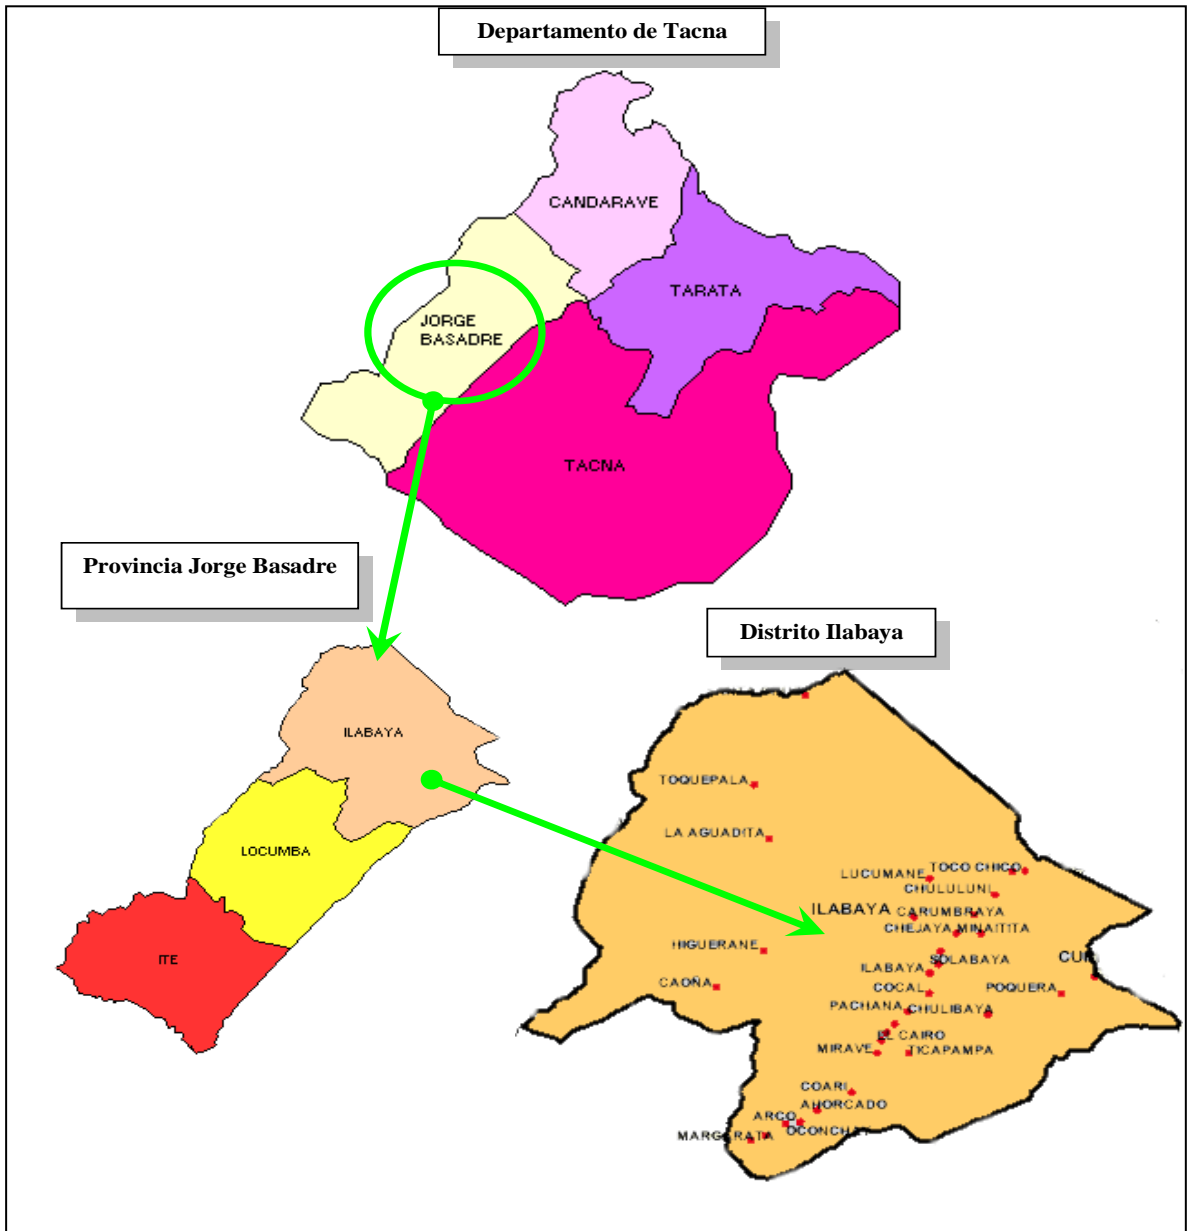 Departamento de Tacna
CANDARAVE
TARATA
JORGE
BASADRE
TACNA
Provincia Jorge Basadre
Distrito Ilabaya
ILABAYA
LOCUMBA
ITE
TOQUEPALA
LA AGUADITA
LUCUMANE
TOCO CHICO
CHULULUNI
ILABAYA
CARUMBRAYA
CHEJAYA
MINAITITA
HIGUERANE
SOLABAYA
ILABAYA
CAOÑA
COCAL
POQUERA
PACHANA
CHULIBAYA
EL CAIRO
MIRAVE
TICAPAMPA
COARI
AHORCADO
ARCO